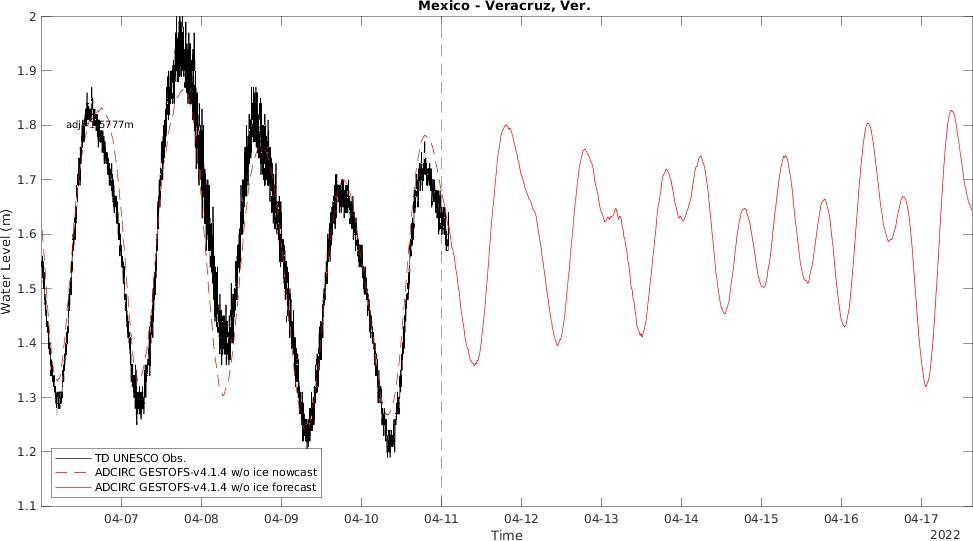 Mexico - Veracruz, Ver.
2
1.9
1.8
1.7
1.6
1.5
1.4
1.3
1.2
1.1
Water Level (m)
TD UNESCO Obs.
ADCIRC GESTOFS-v4.1.4 w/o ice nowcast
ADCIRC GESTOFS-v4.1.4 w/o ice forecast
04-07 04-08 04-09 04-10 04-11 04-12 04-13 04-14 04-15 04-16 04-17
Time
2022